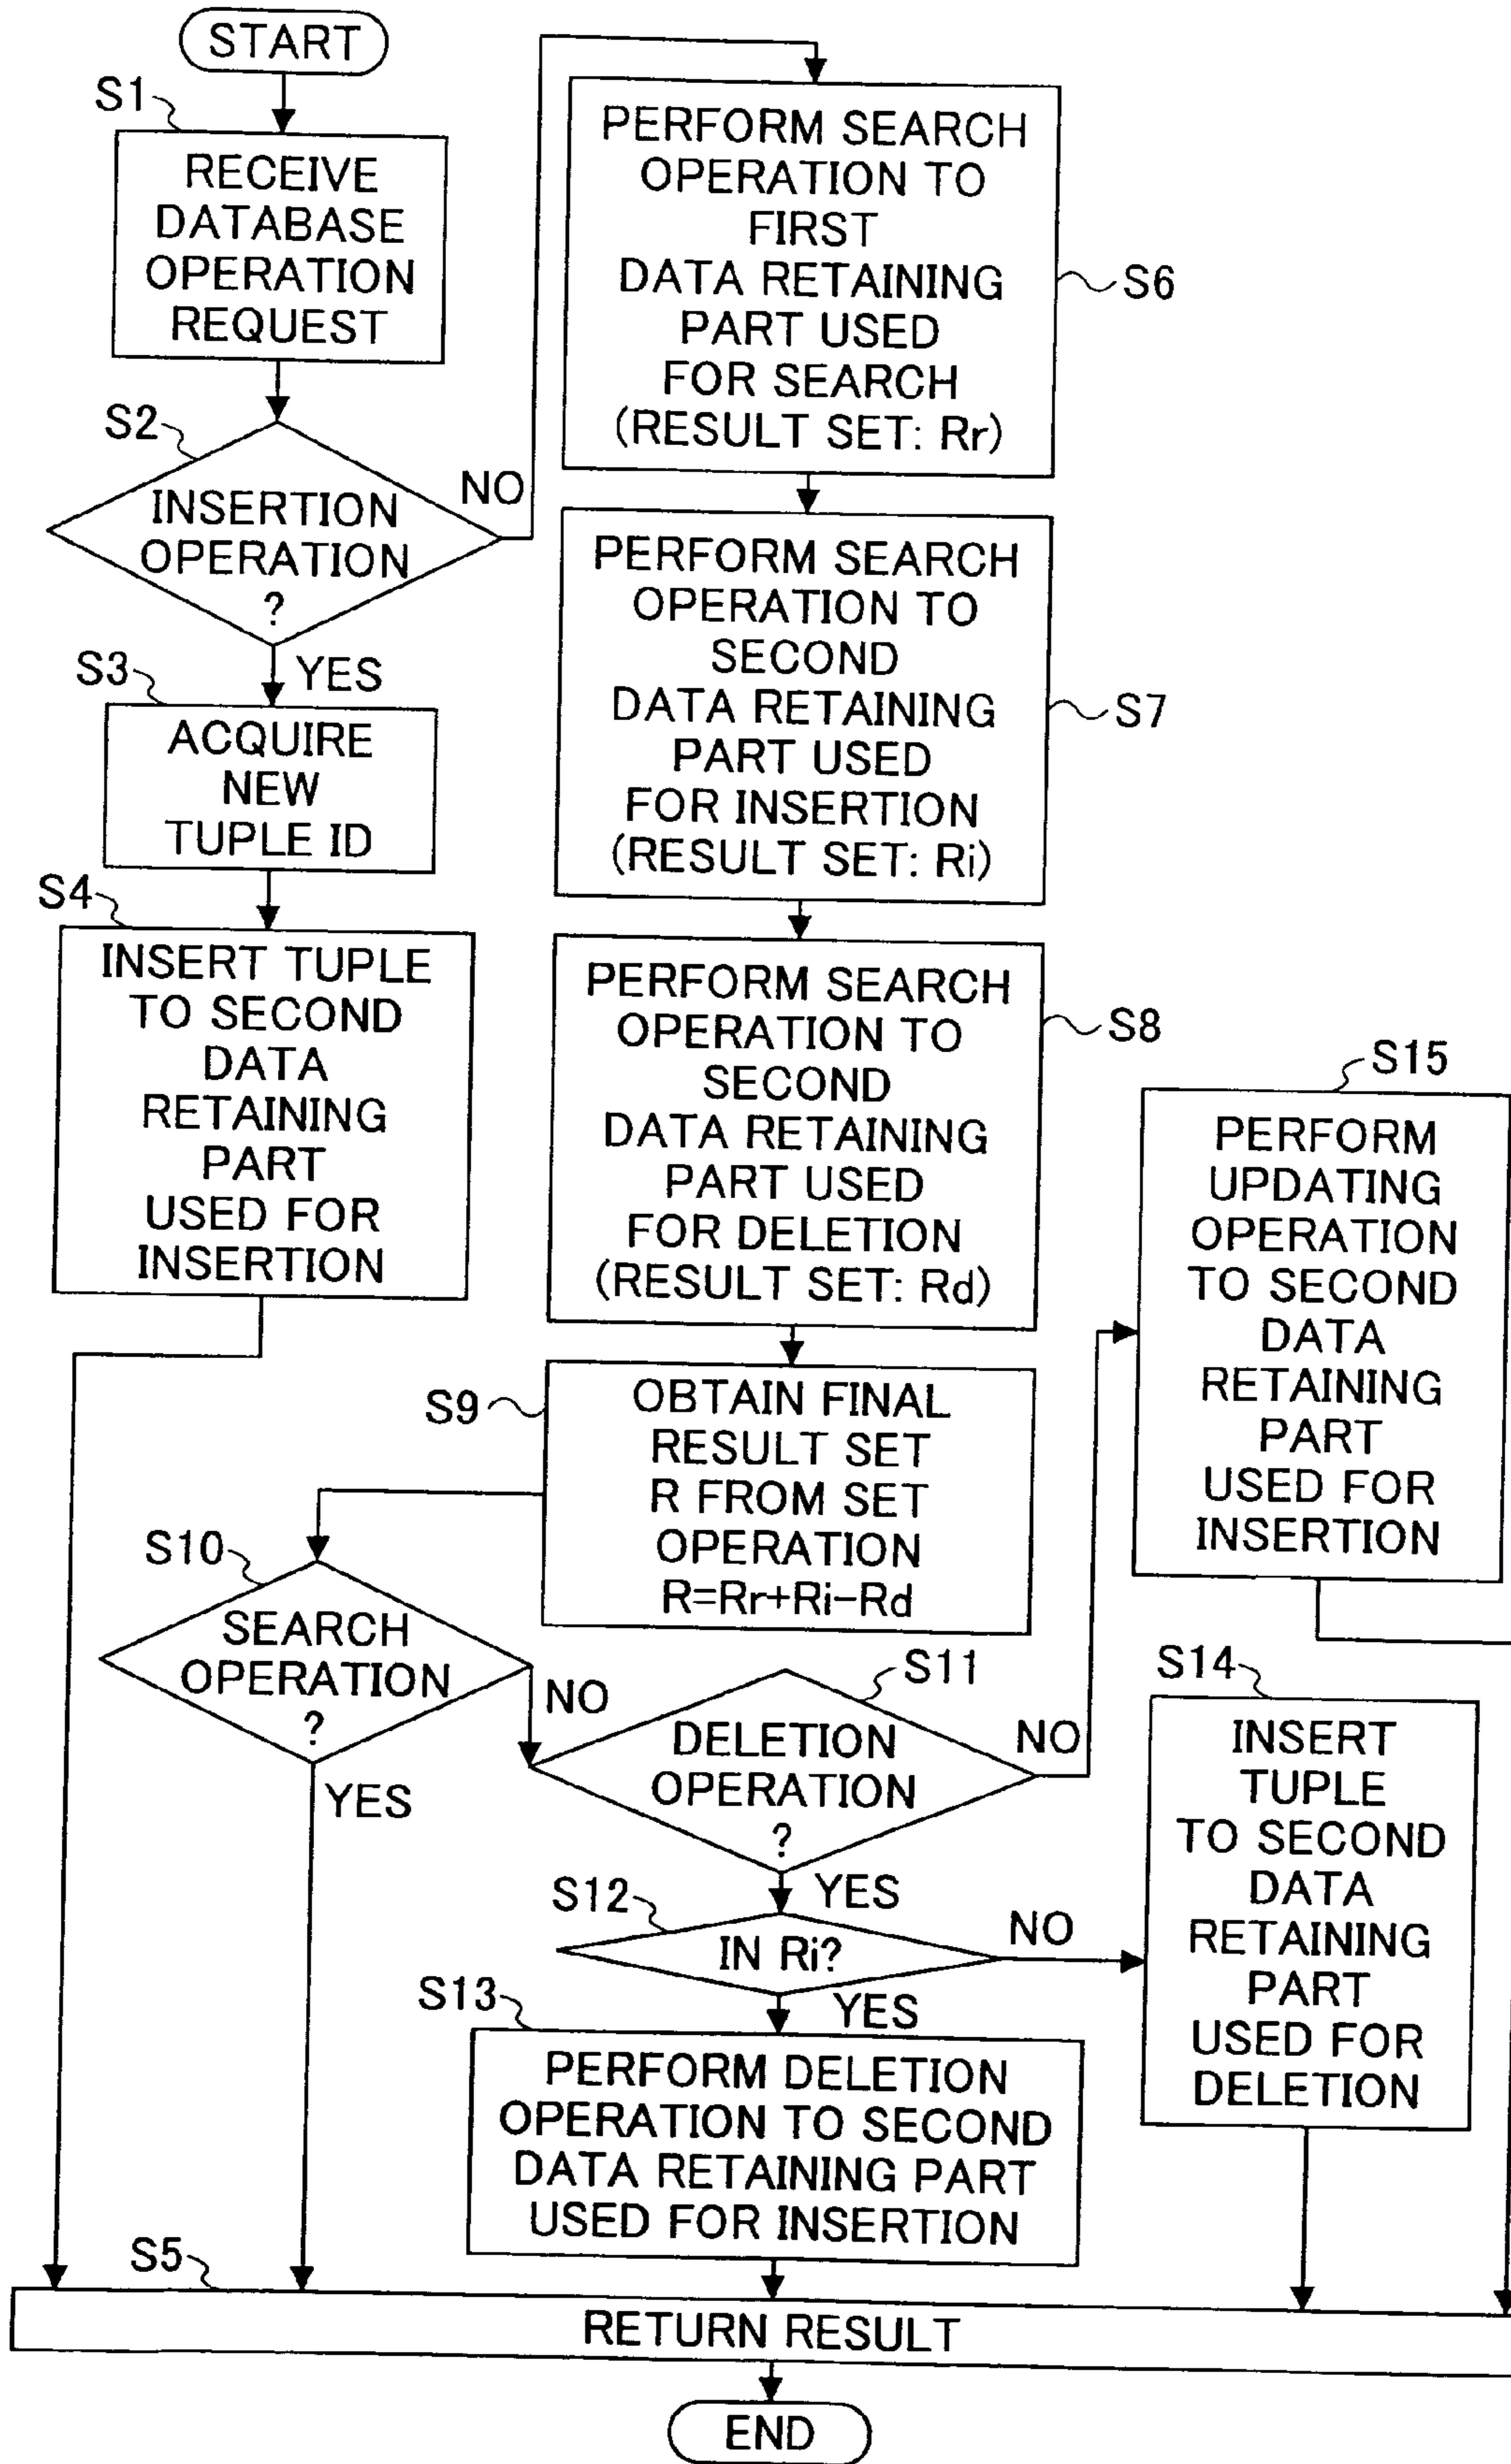 START
S1
RECEIVE
DATABASE
OPERATION
REQUEST
S2
INSERTION
OPERATION
?
NO
YES
S3
ACQUIRE
NEW
TUPLE ID
S4
INSERT TUPLE
TO SECOND
DATA
RETAINING
PART
USED FOR
INSERTION
PERFORM SEARCH
OPERATION TO
FIRST
DATA RETAINING
PART USED
FOR SEARCH
(RESULT SET: Rr)
S6
PERFORM SEARCH
OPERATION TO
SECOND
DATA RETAINING
PART USED
FOR INSERTION
(RESULT SET: Ri)
S7
PERFORM SEARCH
OPERATION TO
SECOND
DATA RETAINING
PART USED
FOR DELETION
(RESULT SET: Rd)
S8
S9
OBTAIN FINAL
RESULT SET
R FROM SET
OPERATION
R=Rr+Ri-Rd
S10
SEARCH
OPERATION
?
NO
YES
S11
DELETION
OPERATION
?
NO
YES
S15
PERFORM
UPDATING
OPERATION
TO SECOND
DATA
RETAINING
PART
USED FOR
INSERTION
S12
IN Ri?
NO
YES
S14
INSERT
TUPLE
TO SECOND
DATA
RETAINING
PART
USED FOR
DELETION
S13
PERFORM DELETION
OPERATION TO SECOND
DATA RETAINING PART
USED FOR INSERTION
S5
RETURN RESULT
END